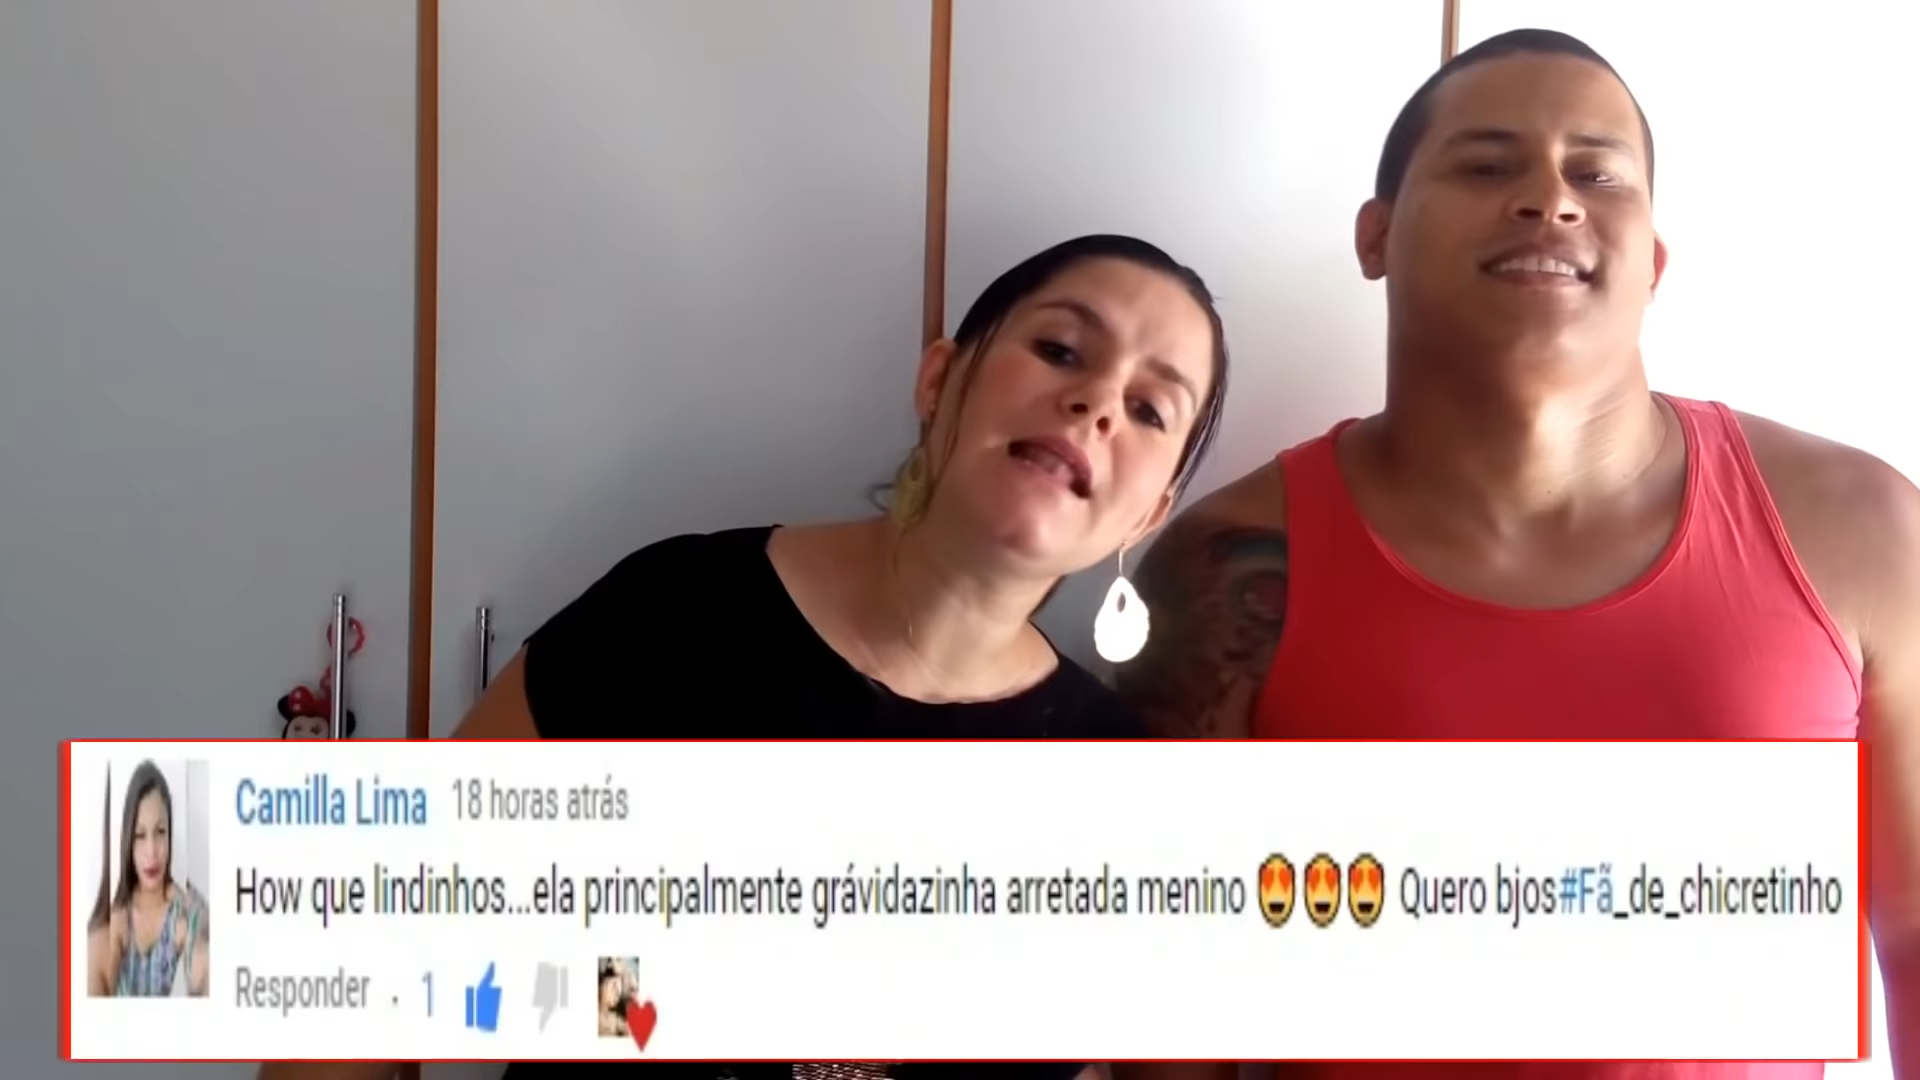 Camilla Lima 18 horas atrás
How que lindinhos...ela principalmente grávidazinha arretada menino 😍😍😍 Quero bjos#Fã_de_chicretinho
Responder . 1